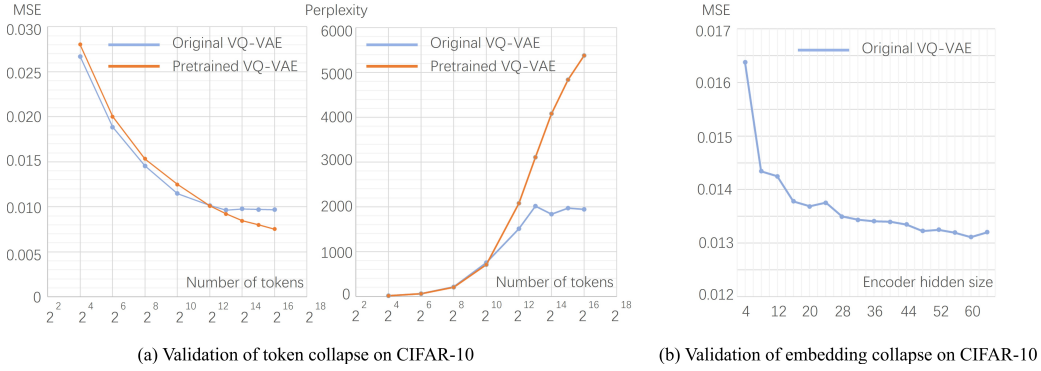 MSE
0.030
0.025
0.020
0.015
0.010
0.005
0
Original VQ-VAE
Pretrained VQ-VAE
Number of tokens
2^2 2^4 2^6 2^8 2^10 2^12 2^14 2^16 2^18
Perplexity
6000
5000
4000
3000
2000
1000
0
Original VQ-VAE
Pretrained VQ-VAE
Number of tokens
2^2 2^4 2^6 2^8 2^10 2^12 2^14 2^16 2^18
(a) Validation of token collapse on CIFAR-10
MSE
0.017
0.016
0.015
0.014
0.013
0.012
Original VQ-VAE
Encoder hidden size
4 12 20 28 36 44 52 60
(b) Validation of embedding collapse on CIFAR-10